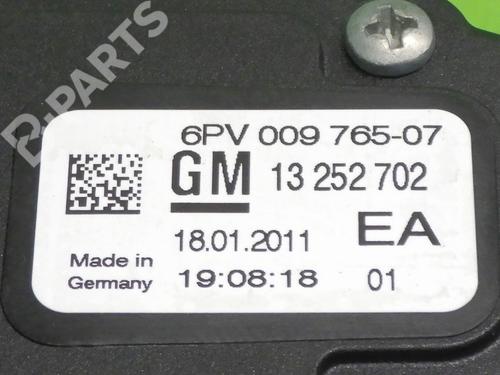 B-PARTS
6PV 009 765-07
GM 13 252 702
18.01.2011 EA
Made in
Germany
19:08:18 01
B-PARTS